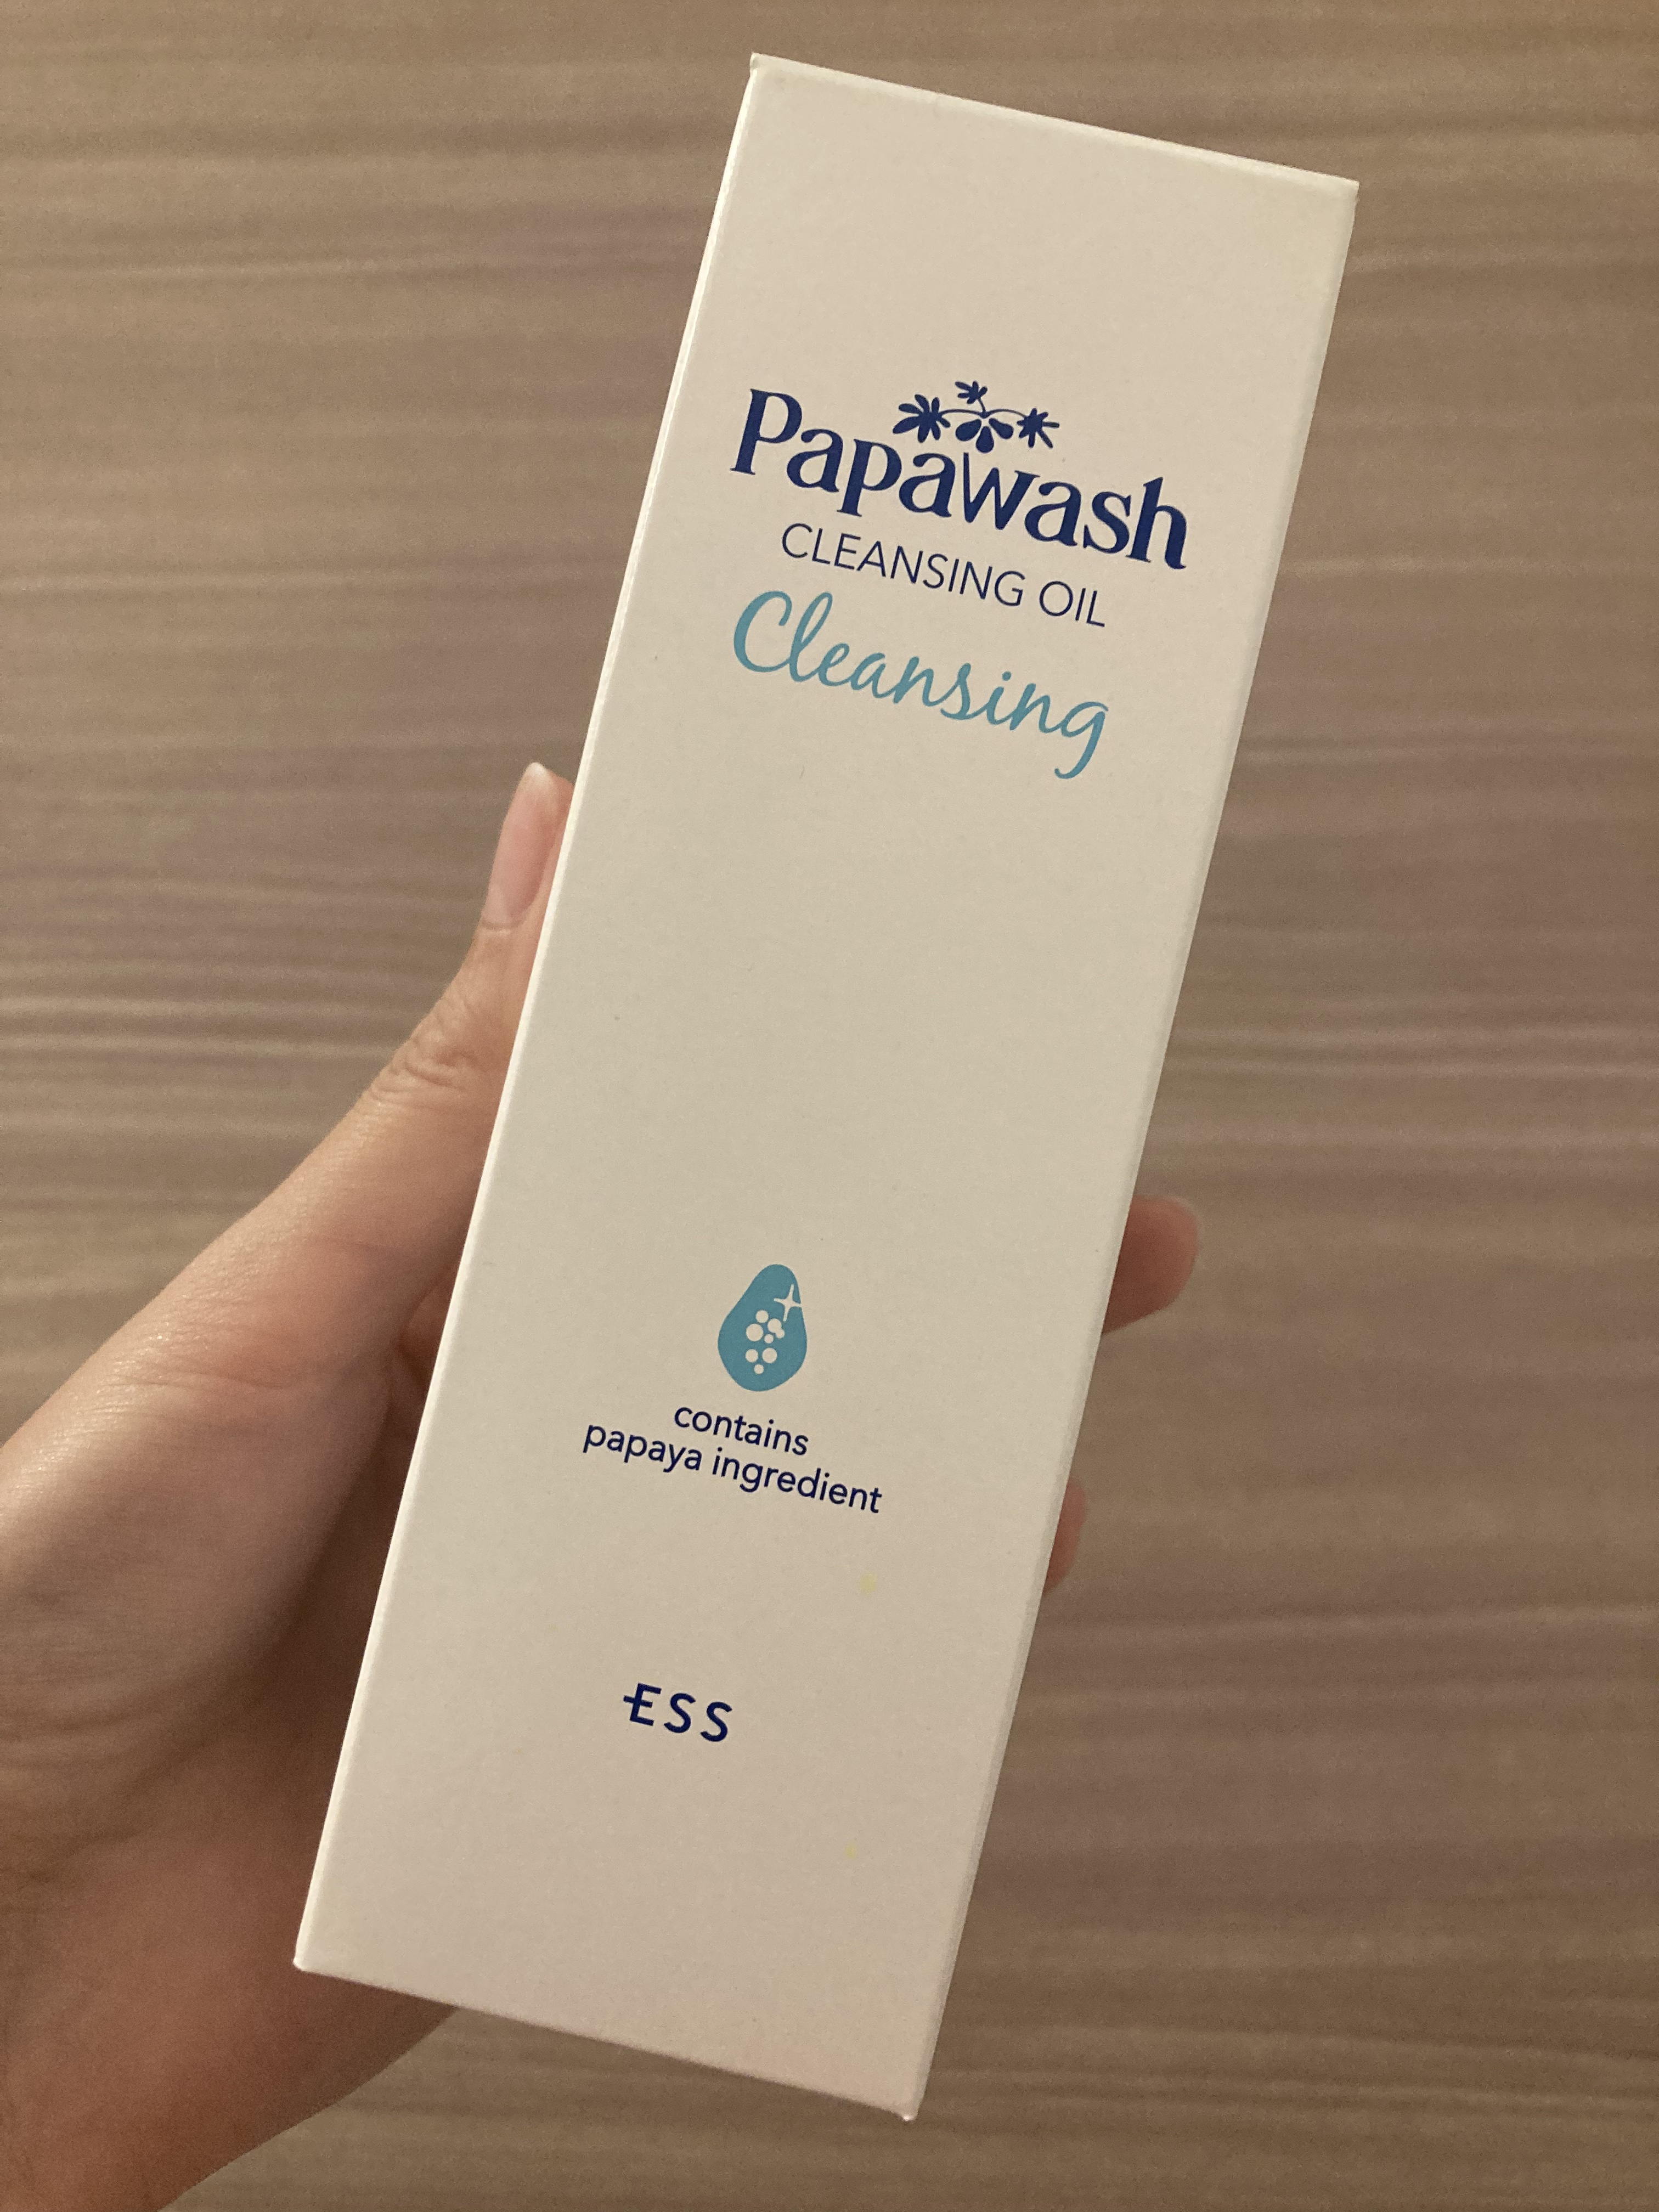 Papawash
CLEANSING OIL
Cleansing
contains
papaya ingredient
ESS